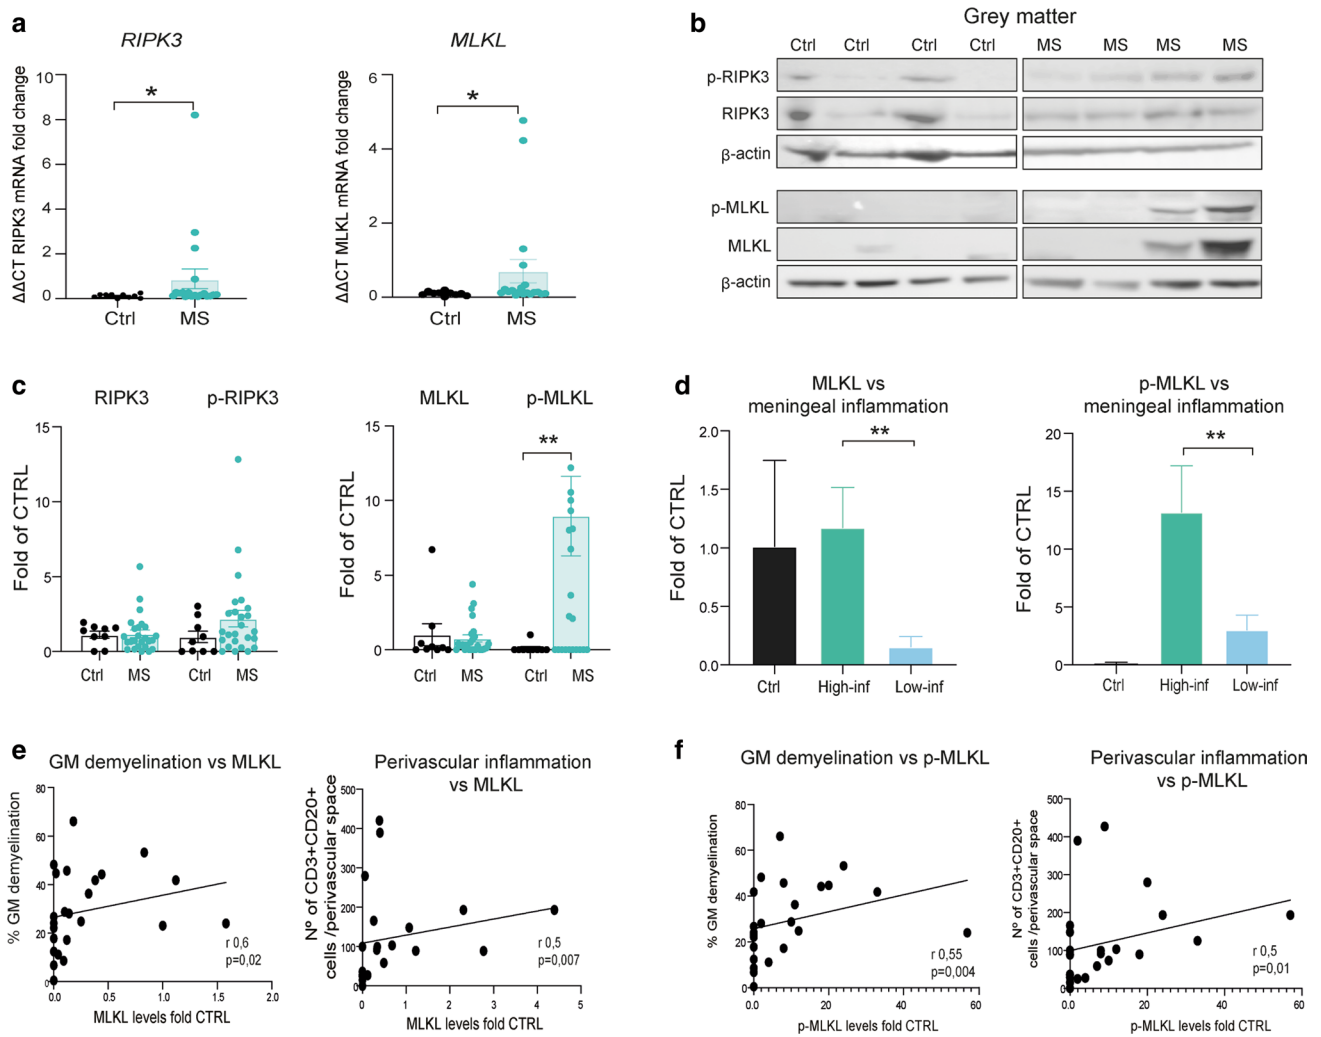 a
RIPK3
ΔΔCT RIPK3 mRNA fold change
10
8
6
4
2
0
*
Ctrl
MS
MLKL
ΔΔCT MLKL mRNA fold change
6
4
2
0
*
Ctrl
MS
b
Grey matter
Ctrl Ctrl Ctrl Ctrl MS MS MS MS
p-RIPK3
RIPK3
β-actin
p-MLKL
MLKL
β-actin
c
RIPK3 p-RIPK3
Fold of CTRL
15
10
5
0
Ctrl MS Ctrl MS
MLKL p-MLKL
Fold of CTRL
15
10
5
0
**
Ctrl MS Ctrl MS
d
MLKL vs
meningeal inflammation
Fold of CTRL
2.0
1.5
1.0
0.5
0.0
**
Ctrl High-inf Low-inf
p-MLKL vs
meningeal inflammation
Fold of CTRL
20
15
10
5
0
**
Ctrl High-inf Low-inf
e
GM demyelination vs MLKL
% GM demyelination
80
60
40
20
0
r 0,6
p=0,02
0.0 0.5 1.0 1.5 2.0
MLKL levels fold CTRL
Perivascular inflammation
vs MLKL
Nº of CD3+CD20+
cells /perivascular space
500
400
300
200
100
0
r 0,5
p=0,007
0 1 2 3 4 5
MLKL levels fold CTRL
f
GM demyelination vs p-MLKL
% GM demyelination
80
60
40
20
0
r 0,55
p=0,004
0.0 20 40 60
p-MLKL levels fold CTRL
Perivascular inflammation
vs p-MLKL
Nº of CD3+CD20+
cells /perivascular space
500
400
300
200
100
0
r 0,5
p=0,01
0.0 20 40 60
p-MLKL levels fold CTRL